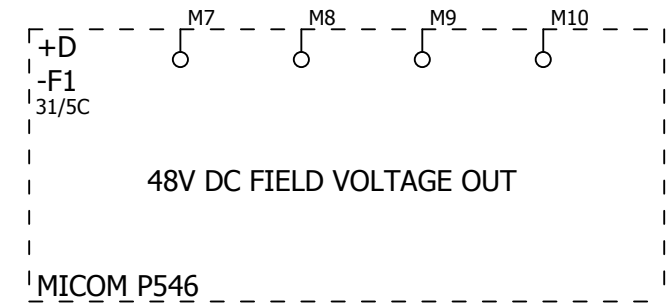 M7 M8 M9 M10
+D
-F1
31/5C
48V DC FIELD VOLTAGE OUT
MICOM P546